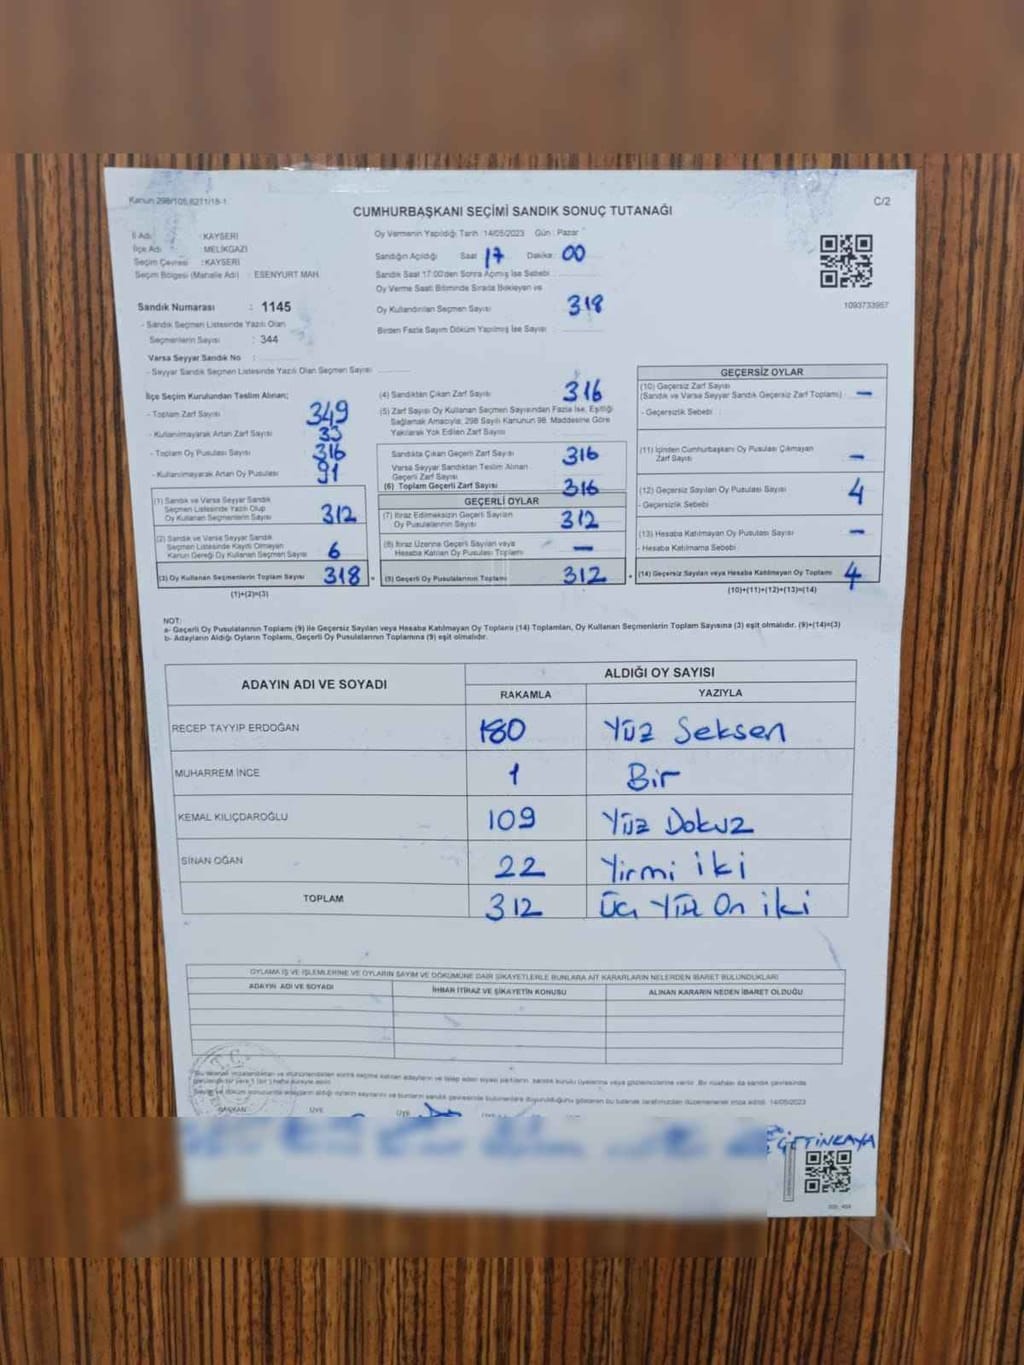 Kanun 298/105,6271/18-1
C/2
CUMHURBAŞKANI SEÇİMİ SANDIK SONUÇ TUTANAĞI
İl Adı : KAYSERİ
İlçe Adı : MELİKGAZİ
Seçim Çevresi : KAYSERİ
Seçim Bölgesi (Mahalle Adı) : ESENYURT MAH.
Sandık Numarası : 1145
- Sandık Seçmen Listesinde Yazılı Olan
Seçmenlerin Sayısı : 344
Varsa Seyyar Sandık No :
- Seyyar Sandık Seçmen Listesinde Yazılı Olan Seçmen Sayısı :
Oy Vermenin Yapıldığı Tarih : 14/05/2023 Gün : Pazar
Sandığın Açıldığı Saat 17 Dakika : 00
Sandık Saat 17:00'den Sonra Açılmış İse Sebebi :
Oy Verme Saati Bitiminde Sırada Bekleyen ve
Oy Kullandırılan Seçmen Sayısı 318
Birden Fazla Sayım Döküm Yapılmış İse Sayısı :
1093733957
İlçe Seçim Kurulundan Teslim Alınan;
- Toplam Zarf Sayısı 349
- Kullanılmayarak Artan Zarf Sayısı 33
- Toplam Oy Pusulası Sayısı 316
- Kullanılmayarak Artan Oy Pusulası 91
(1) Sandık ve Varsa Seyyar Sandık
Seçmen Listesinde Yazılı Olup
Oy Kullanan Seçmenlerin Sayısı 312
(2) Sandık ve Varsa Seyyar Sandık
Seçmen Listesinde Kayıtlı Olmayan
Kanun Gereği Oy Kullanan Seçmen Sayısı 6
(3) Oy Kullanan Seçmenlerin Toplam Sayısı 318
(1)+(2)=(3)
(4) Sandıktan Çıkan Zarf Sayısı 316
(5) Zarf Sayısı Oy Kullanan Seçmen Sayısından Fazla İse, Eşitliği
Sağlamak Amacıyla; 298 Sayılı Kanunun 98. Maddesine Göre
Yakılarak Yok Edilen Zarf Sayısı
Sandıkta Çıkan Geçerli Zarf Sayısı 316
Varsa Seyyar Sandıktan Teslim Alınan
Geçerli Zarf Sayısı
(6) Toplam Geçerli Zarf Sayısı 316
GEÇERLİ OYLAR
(7) İtiraz Edilmeksizin Geçerli Sayılan
Oy Pusulalarının Sayısı 312
(8) İtiraz Üzerine Geçerli Sayılan veya
Hesaba Katılan Oy Pusulası Toplamı —
(9) Geçerli Oy Pusulalarının Toplamı 312
GEÇERSİZ OYLAR
(10) Geçersiz Zarf Sayısı
(Sandık ve Varsa Seyyar Sandık Geçersiz Zarf Toplamı) —
- Geçersizlik Sebebi :
(11) İçinden Cumhurbaşkanı Oy Pusulası Çıkmayan
Zarf Sayısı —
(12) Geçersiz Sayılan Oy Pusulası Sayısı 4
- Geçersizlik Sebebi :
(13) Hesaba Katılmayan Oy Pusulası Sayısı —
- Hesaba Katılmama Sebebi :
(14) Geçersiz Sayılan veya Hesaba Katılmayan Oy Toplamı 4
(10)+(11)+(12)+(13)=(14)
NOT:
a- Geçerli Oy Pusulalarının Toplamı (9) ile Geçersiz Sayılan veya Hesaba Katılmayan Oy Toplamı (14) Toplamları, Oy Kullanan Seçmenlerin Toplam Sayısına (3) eşit olmalıdır. (9)+(14)=(3)
b- Adayların Aldığı Oyların Toplamı, Geçerli Oy Pusulalarının Toplamına (9) eşit olmalıdır.
ADAYIN ADI VE SOYADI
ALDIĞI OY SAYISI
RAKAMLA YAZIYLA
RECEP TAYYİP ERDOĞAN 180 Yüz Seksen
MUHARREM İNCE 1 Bir
KEMAL KILIÇDAROĞLU 109 Yüz Dokuz
SİNAN OĞAN 22 Yirmi iki
TOPLAM 312 Üç Yüz On iki
OYLAMA İŞ VE İŞLEMLERİNE VE OYLARIN SAYIM VE DÖKÜMÜNE DAİR ŞİKAYETLERLE BUNLARA AİT KARARLARIN NELERDEN İBARET BULUNDUKLARI
ADAYIN ADI VE SOYADI İHBAR İTİRAZ VE ŞİKAYETİN KONUSU ALINAN KARARIN NEDEN İBARET OLDUĞU
T.C.
BAŞKAN ÜYE ÜYE
ÇETİNKAYA